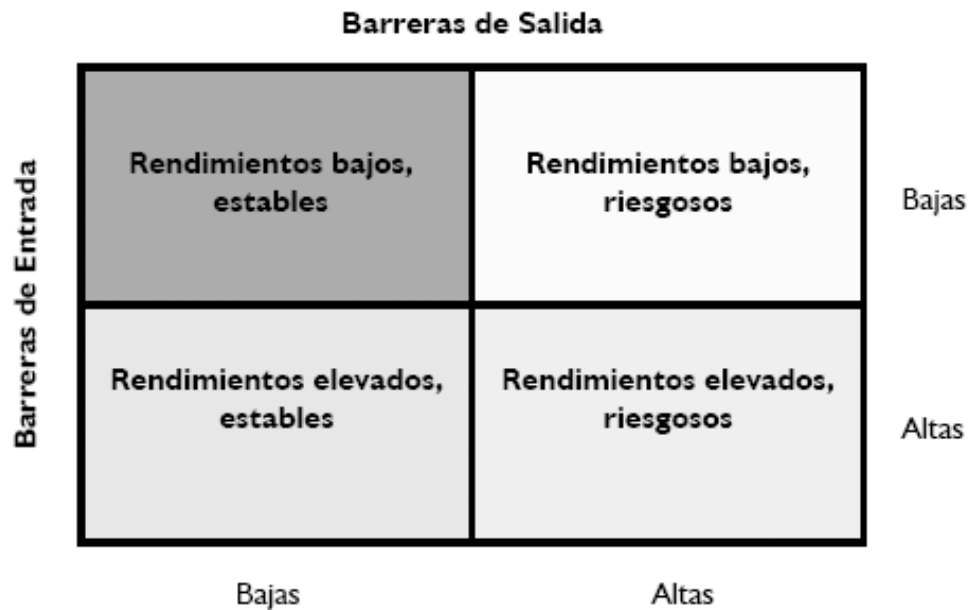 Barreras de Salida
Barreras de Entrada
Rendimientos bajos,
estables
Rendimientos bajos,
riesgosos
Bajas
Rendimientos elevados,
estables
Rendimientos elevados,
riesgosos
Altas
Bajas
Altas